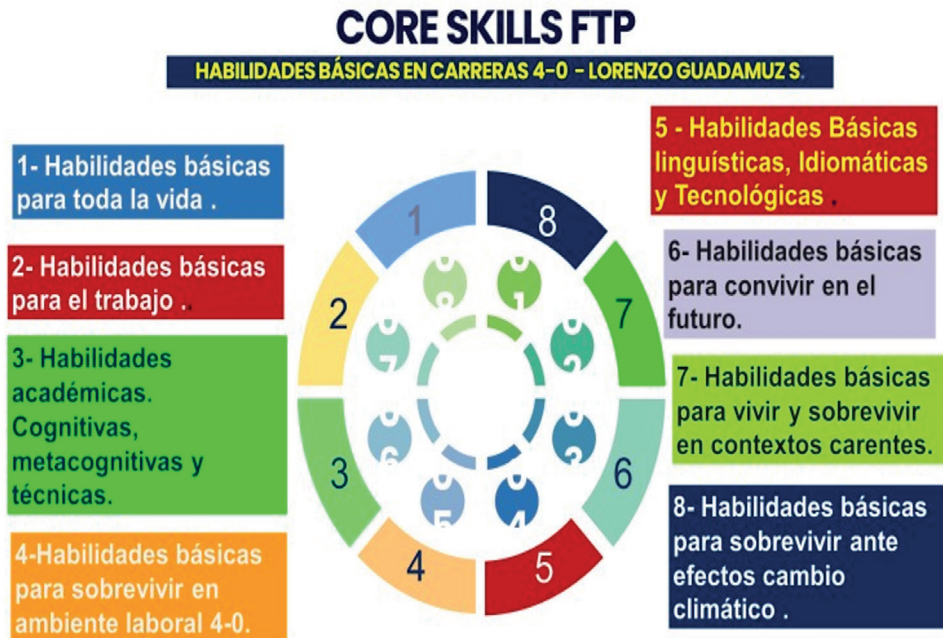 CORE SKILLS FTP
HABILIDADES BÁSICAS EN CARRERAS 4-0 - LORENZO GUADAMUZ S.
1- Habilidades básicas
para toda la vida .
2- Habilidades básicas
para el trabajo ..
3- Habilidades
académicas.
Cognitivas,
metacognitivas y
técnicas.
4-Habilidades básicas
para sobrevivir en
ambiente laboral 4-0.
1
2
3
4
5
6
7
8
5 - Habilidades Básicas
linguísticas, Idiomáticas
y Tecnológicas .
6- Habilidades básicas
para convivir en el
futuro.
7- Habilidades básicas
para vivir y sobrevivir
en contextos carentes.
8- Habilidades básicas
para sobrevivir ante
efectos cambio
climático .